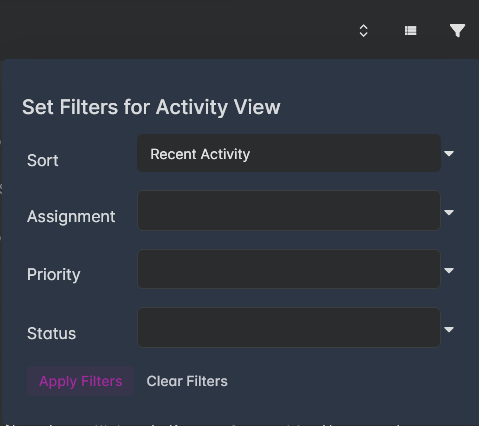 Set Filters for Activity View
Sort
Recent Activity
Assignment
Priority
Status
Apply Filters
Clear Filters